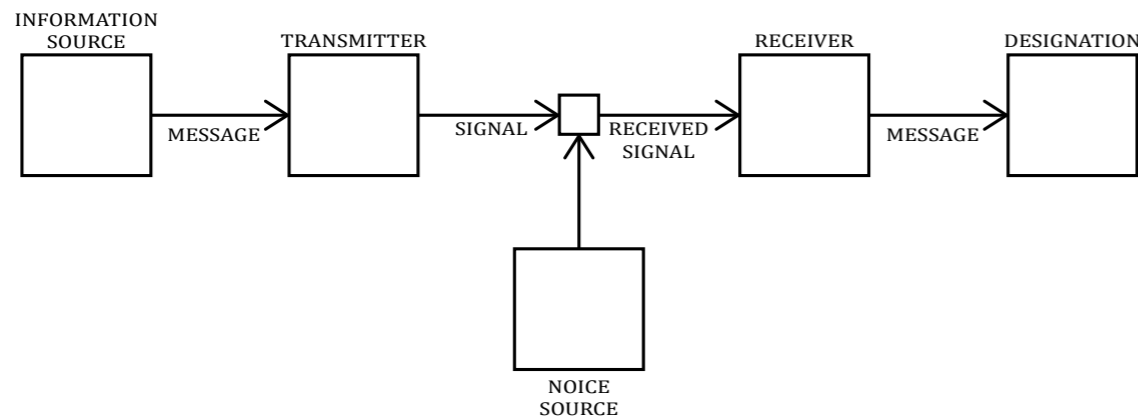 INFORMATION
SOURCE
TRANSMITTER
RECEIVER
DESIGNATION
MESSAGE
SIGNAL
RECEIVED
SIGNAL
MESSAGE
NOICE
SOURCE